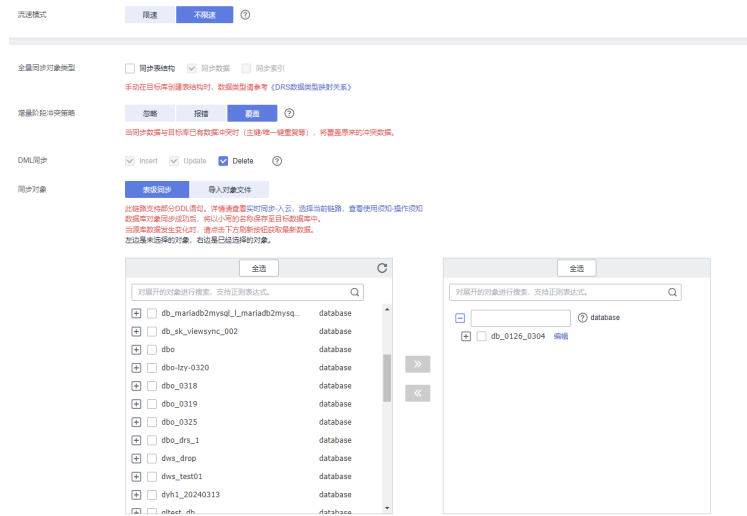 流速模式
限速
不限速
全量同步对象类型
同步表结构
同步数据
同步索引
手动在目标库创建表结构时，数据类型请参考《DRS数据类型映射关系》
增量阶段冲突策略
忽略
报错
覆盖
当同步数据与目标库已有数据冲突时（主键/唯一键重复等），将覆盖原来的冲突数据。
DML同步
Insert
Update
Delete
同步对象
表级同步
导入对象文件
此链路支持部分DDL语句。详情请查看实时同步-入云，选择当前链路，查看使用须知-操作须知
数据库对象同步成功后，将以小写的名称保存至目标数据库中。
当源库数据发生变化时，请点击下方刷新按钮获取最新数据。
左边是未选择的对象，右边是已经选择的对象。
全选
对展开的对象进行搜索，支持正则表达式。
db_mariadb2mysql_l_mariadb2mysq... database
db_sk_viewsync_002 database
dbo database
dbo-lzy-0320 database
dbo_0318 database
dbo_0319 database
dbo_0325 database
dbo_drs_1 database
dws_drop database
dws_test01 database
dyh1_20240313 database
database
全选
对展开的对象进行搜索，支持正则表达式。
database
db_0126_0304 编辑